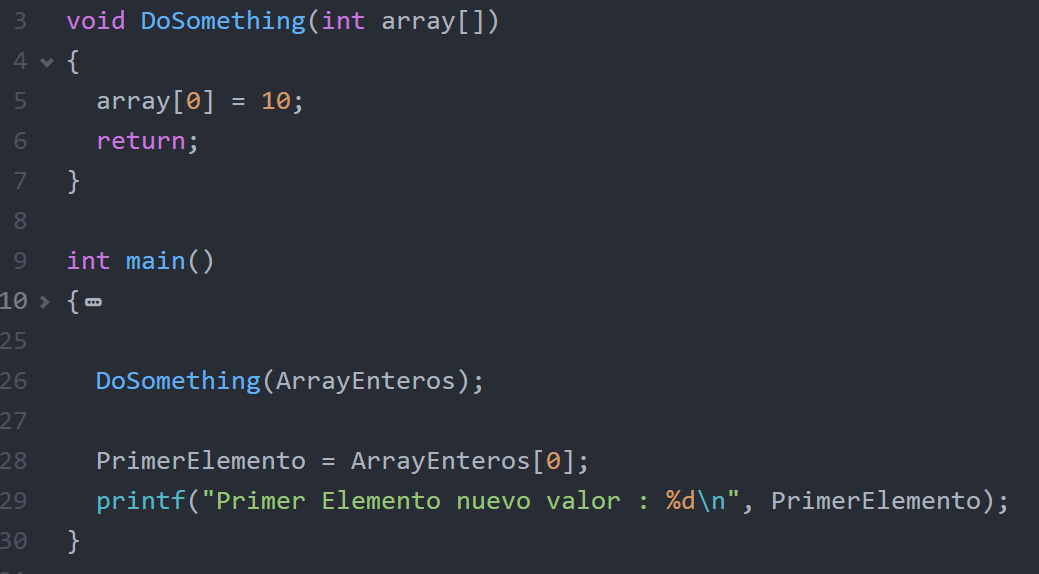 3 void DoSomething(int array[])
4 {
5 array[0] = 10;
6 return;
7 }
8
9 int main()
10 {
25
26 DoSomething(ArrayEnteros);
27
28 PrimerElemento = ArrayEnteros[0];
29 printf("Primer Elemento nuevo valor : %d\n", PrimerElemento);
30 }